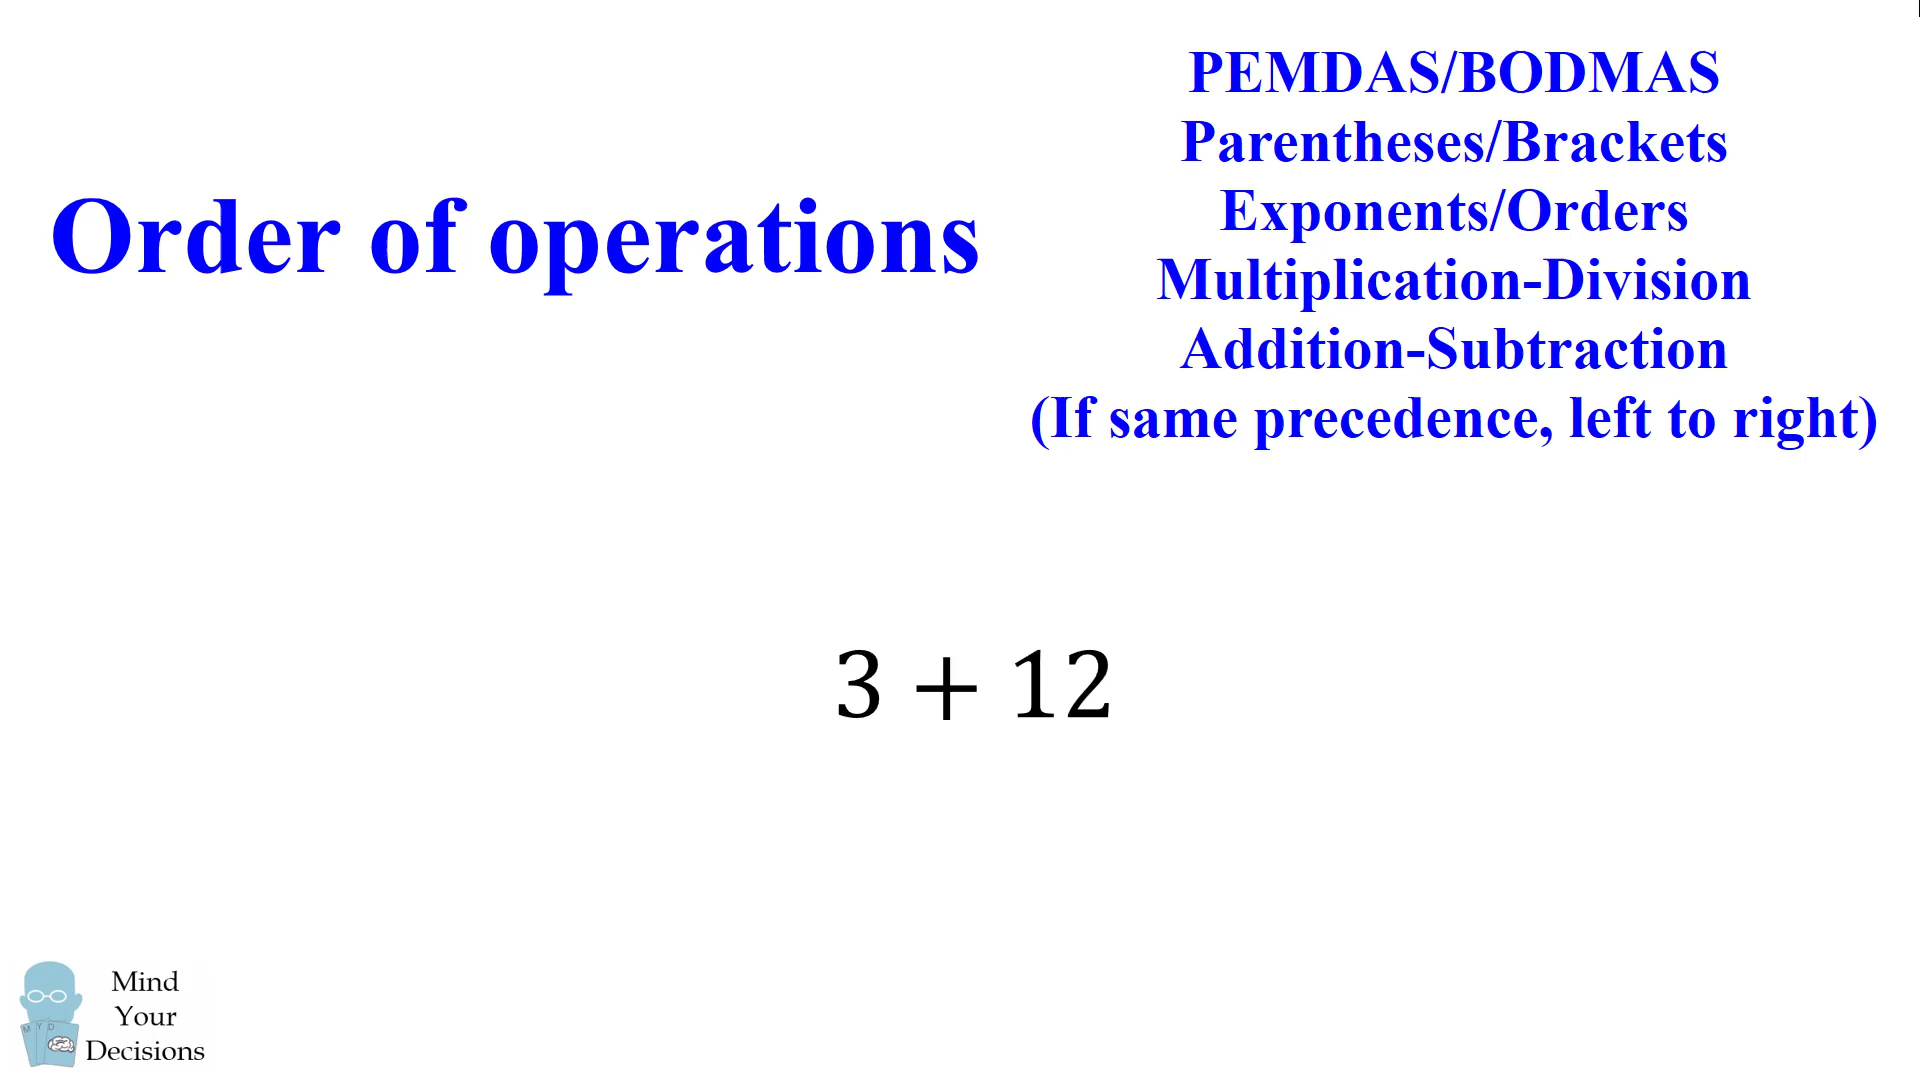 Order of operations
PEMDAS/BODMAS
Parentheses/Brackets
Exponents/Orders
Multiplication-Division
Addition-Subtraction
(If same precedence, left to right)
3 + 12
M Y D
Mind
Your
Decisions